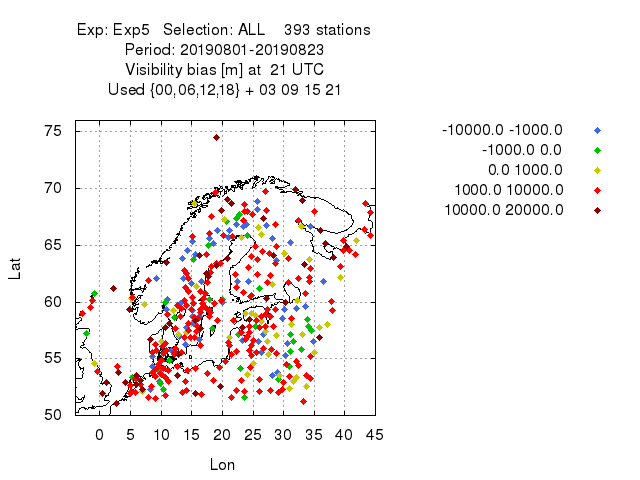 Exp: Exp5 Selection: ALL 393 stations
Period: 20190801-20190823
Visibility bias [m] at 21 UTC
Used {00,06,12,18} + 03 09 15 21
-10000.0 -1000.0
-1000.0 0.0
0.0 1000.0
1000.0 10000.0
10000.0 20000.0
75
70
65
60
55
50
Lat
0 5 10 15 20 25 30 35 40 45
Lon